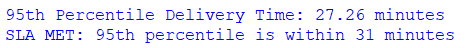 95th Percentile Delivery Time: 27.26 minutes
SLA MET: 95th percentile is within 31 minutes